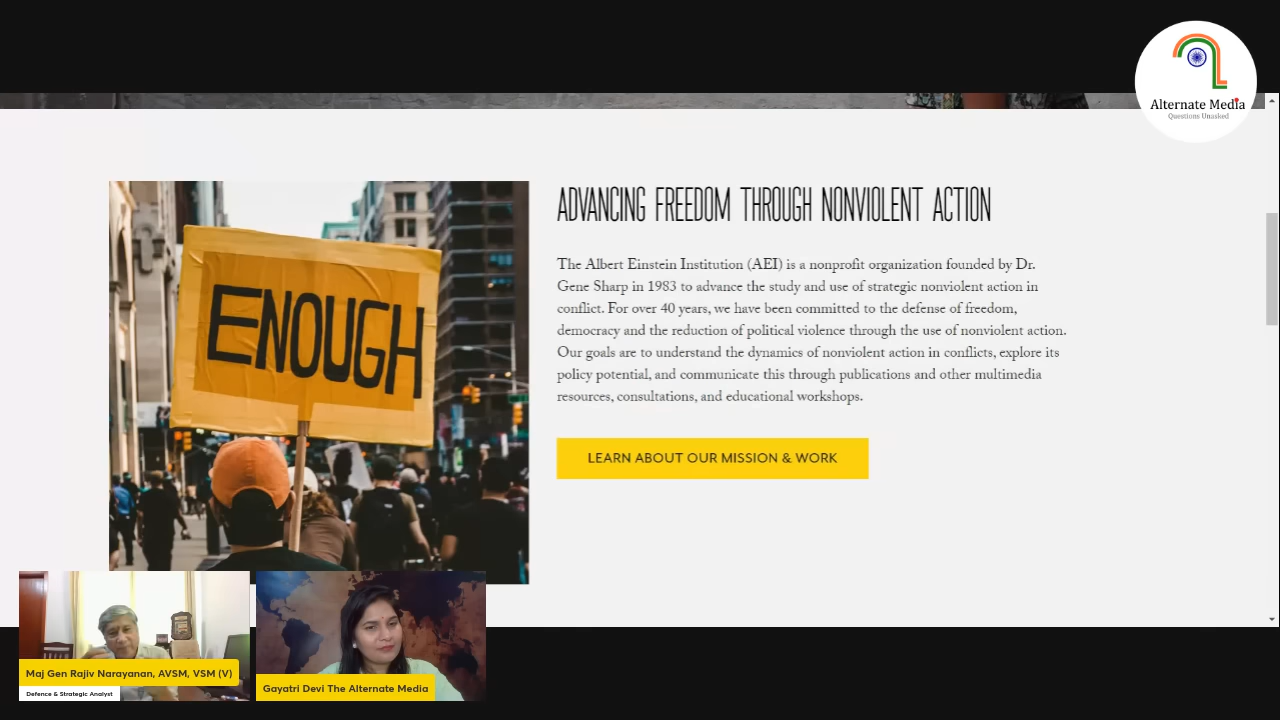 Alternate Media
Questions Unasked
ADVANCING FREEDOM THROUGH NONVIOLENT ACTION
The Albert Einstein Institution (AEI) is a nonprofit organization founded by Dr.
Gene Sharp in 1983 to advance the study and use of strategic nonviolent action in
conflict. For over 40 years, we have been committed to the defense of freedom,
democracy and the reduction of political violence through the use of nonviolent action.
Our goals are to understand the dynamics of nonviolent action in conflicts, explore its
policy potential, and communicate this through publications and other multimedia
resources, consultations, and educational workshops.
LEARN ABOUT OUR MISSION & WORK
ENOUGH
Maj Gen Rajiv Narayanan, AVSM, VSM (V)
Defence & Strategic Analyst
Gayatri Devi The Alternate Media